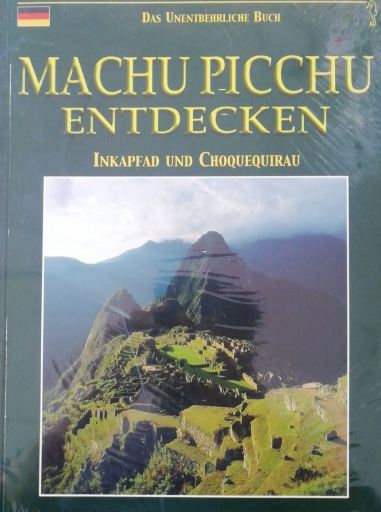 DAS UNENTBEHRLICHE BUCH
MACHU PICCHU
ENTDECKEN
INKAPFAD UND CHOQUEQUIRAU